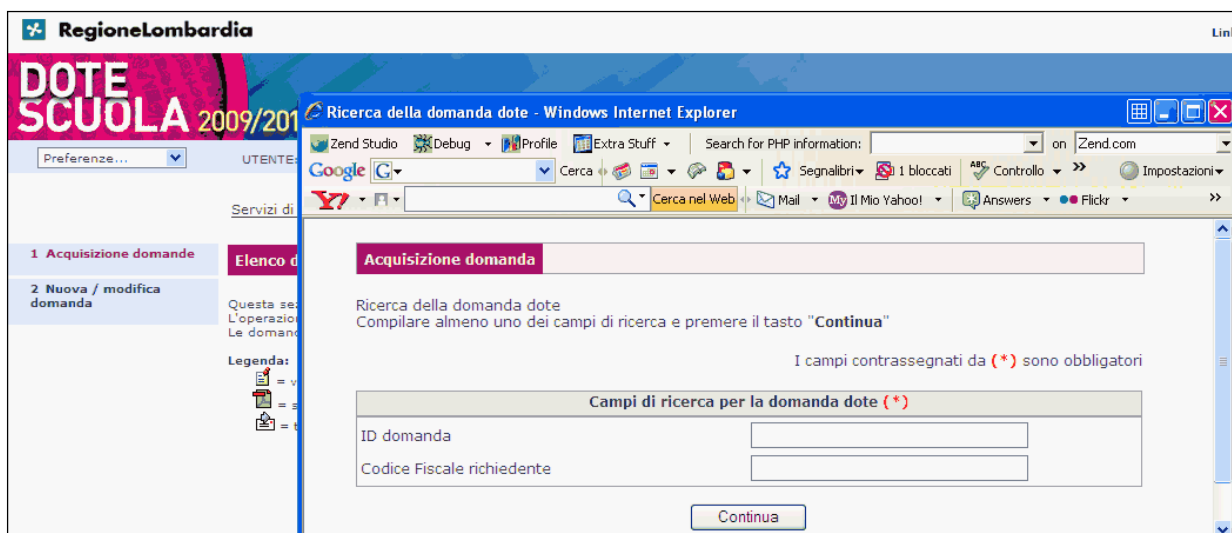 RegioneLombardia
Lin
DOTE
SCUOLA 2009/201
Preferenze...
UTENTE:
Servizi di
1 Acquisizione domande
2 Nuova / modifica
domanda
Elenco d
Questa se
L'operazion
Le domand
Legenda:
= v
= s
= t
Ricerca della domanda dote - Windows Internet Explorer
Zend Studio Debug Profile Extra Stuff Search for PHP information: on Zend.com
Google G Cerca Segnalibri 1 bloccati ABC Controllo >> Impostazioni
Y! Cerca nel Web Mail My Il Mio Yahoo! Answers Flickr >>
Acquisizione domanda
Ricerca della domanda dote
Compilare almeno uno dei campi di ricerca e premere il tasto "Continua"
I campi contrassegnati da (*) sono obbligatori
Campi di ricerca per la domanda dote (*)
ID domanda
Codice Fiscale richiedente
Continua